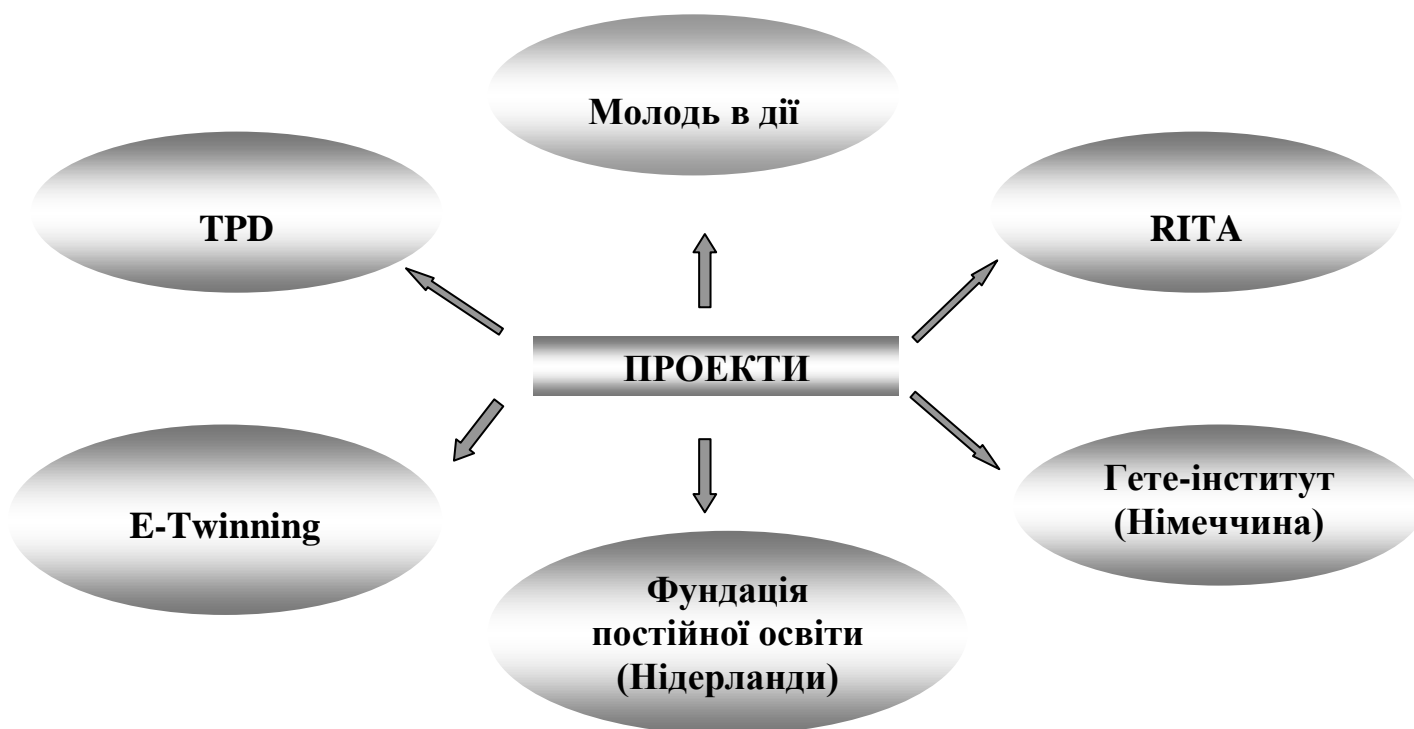 Молодь в дії
TPD
RITA
ПРОЕКТИ
E-Twinning
Гете-інститут
(Німеччина)
Фундація
постійної освіти
(Нідерланди)